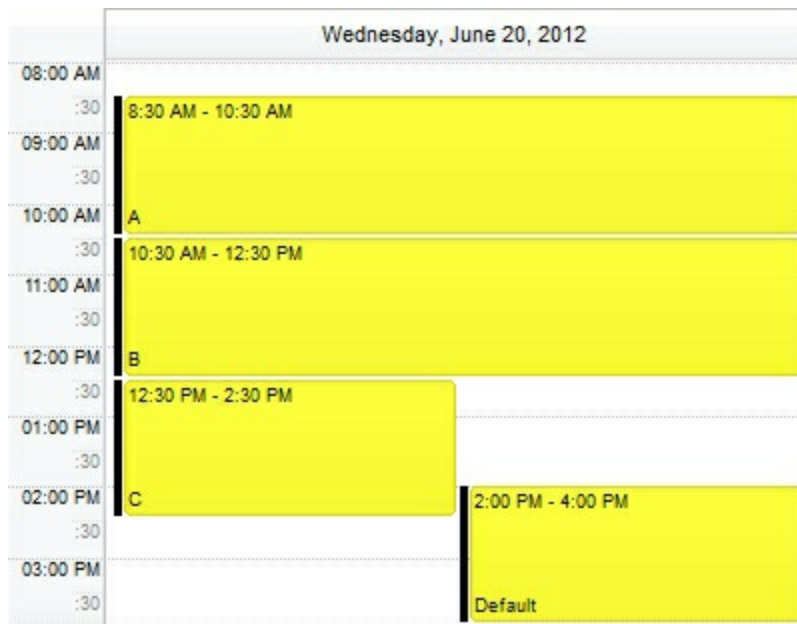 Wednesday, June 20, 2012
08:00 AM
:30
8:30 AM - 10:30 AM
09:00 AM
:30
10:00 AM
A
:30
10:30 AM - 12:30 PM
11:00 AM
:30
12:00 PM
B
:30
12:30 PM - 2:30 PM
01:00 PM
:30
02:00 PM
C
2:00 PM - 4:00 PM
:30
03:00 PM
:30
Default